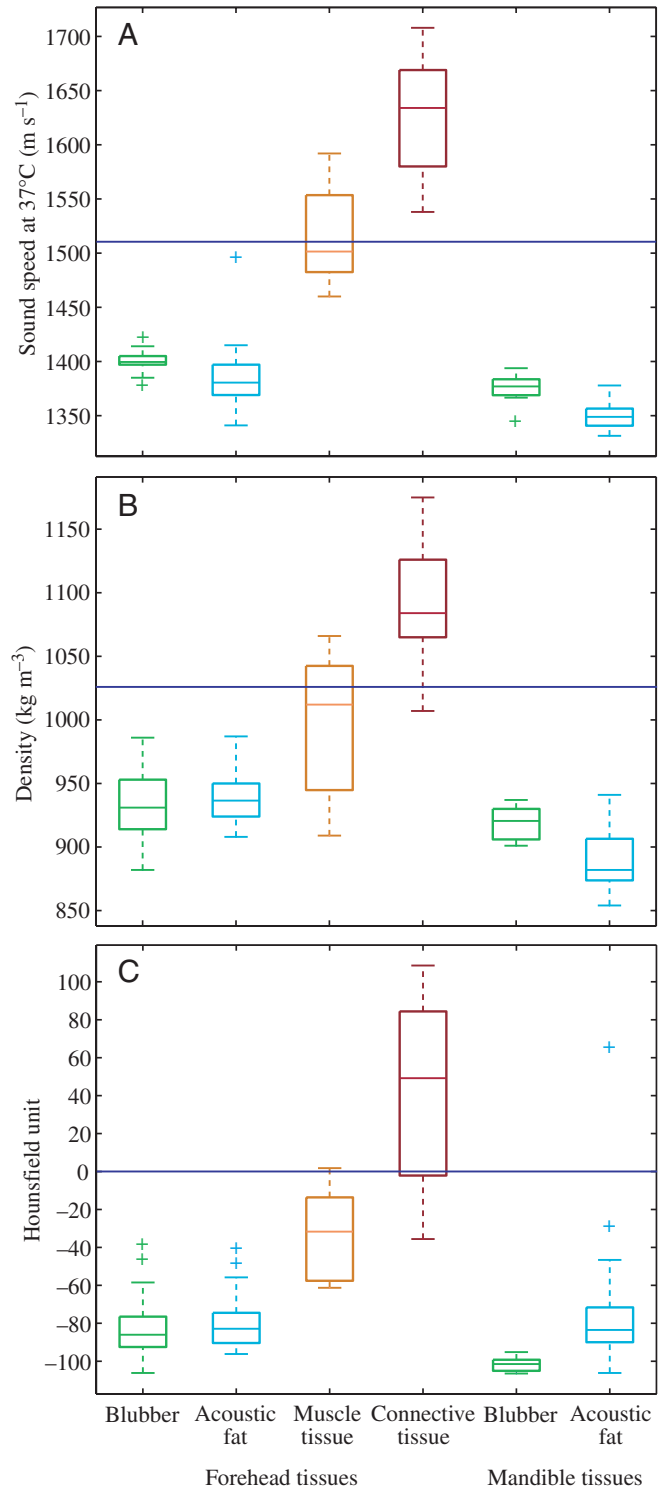 A
Sound speed at 37°C (m s⁻¹)
1700
1650
1600
1550
1500
1450
1400
1350
B
Density (kg m⁻³)
1150
1100
1050
1000
950
900
850
C
Hounsfield unit
100
80
60
40
20
0
−20
−40
−60
−80
−100
Blubber Acoustic Muscle Connective Blubber Acoustic
fat tissue tissue fat
Forehead tissues Mandible tissues